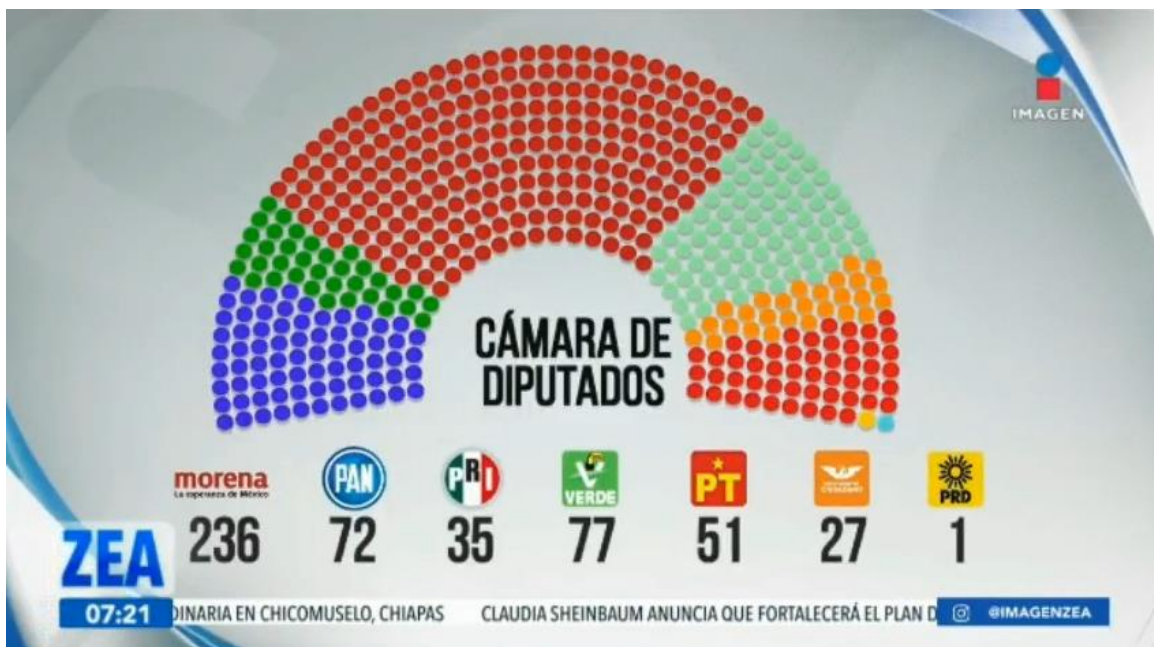 IMAGEN
CÁMARA DE
DIPUTADOS
morena
La esperanza de México
PAN
PRI
VERDE
PT
PRD
236
72
35
77
51
27
1
ZEA
07:21
DINARIA EN CHICOMUSELO, CHIAPAS CLAUDIA SHEINBAUM ANUNCIA QUE FORTALECERÁ EL PLAN D
@IMAGENZEA